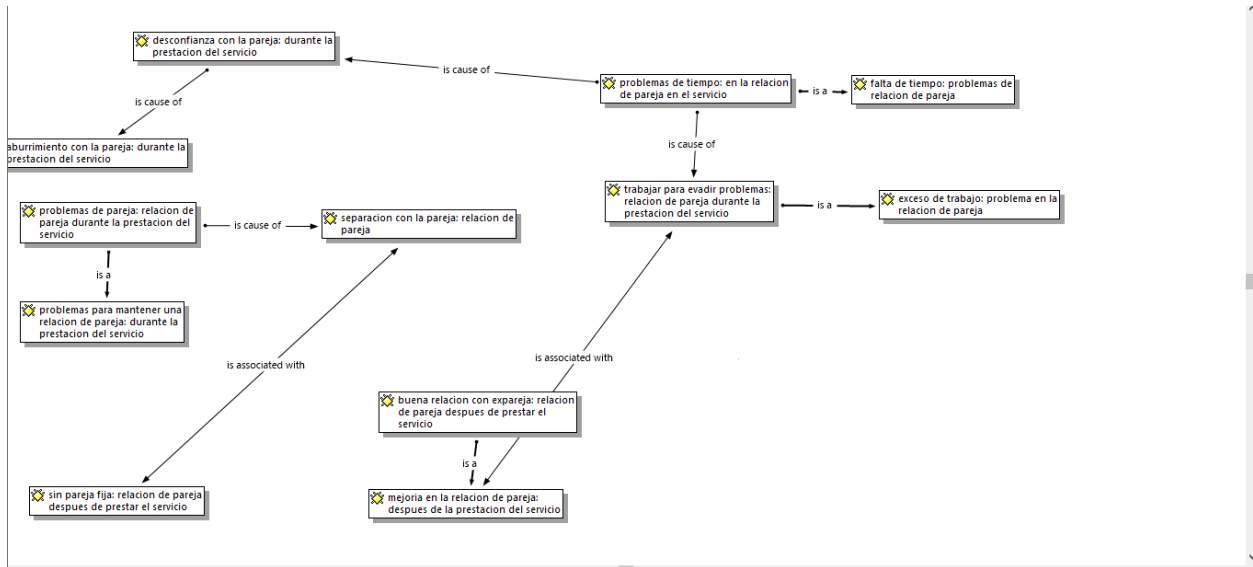 desconfianza con la pareja: durante la
prestacion del servicio
is cause of
problemas de tiempo: en la relacion
de pareja en el servicio
is a
falta de tiempo: problemas de
relacion de pareja
is cause of
aburrimiento con la pareja: durante la
prestacion del servicio
is cause of
trabajar para evadir problemas:
relacion de pareja durante la
prestacion del servicio
is a
exceso de trabajo: problema en la
relacion de pareja
problemas de pareja: relacion de
pareja durante la prestacion del
servicio
is cause of
separacion con la pareja: relacion de
pareja
is a
problemas para mantener una
relacion de pareja: durante la
prestacion del servicio
is associated with
is associated with
buena relacion con expareja: relacion
de pareja despues de prestar el
servicio
is a
sin pareja fija: relacion de pareja
despues de prestar el servicio
mejoria en la relacion de pareja:
despues de la prestacion del servicio